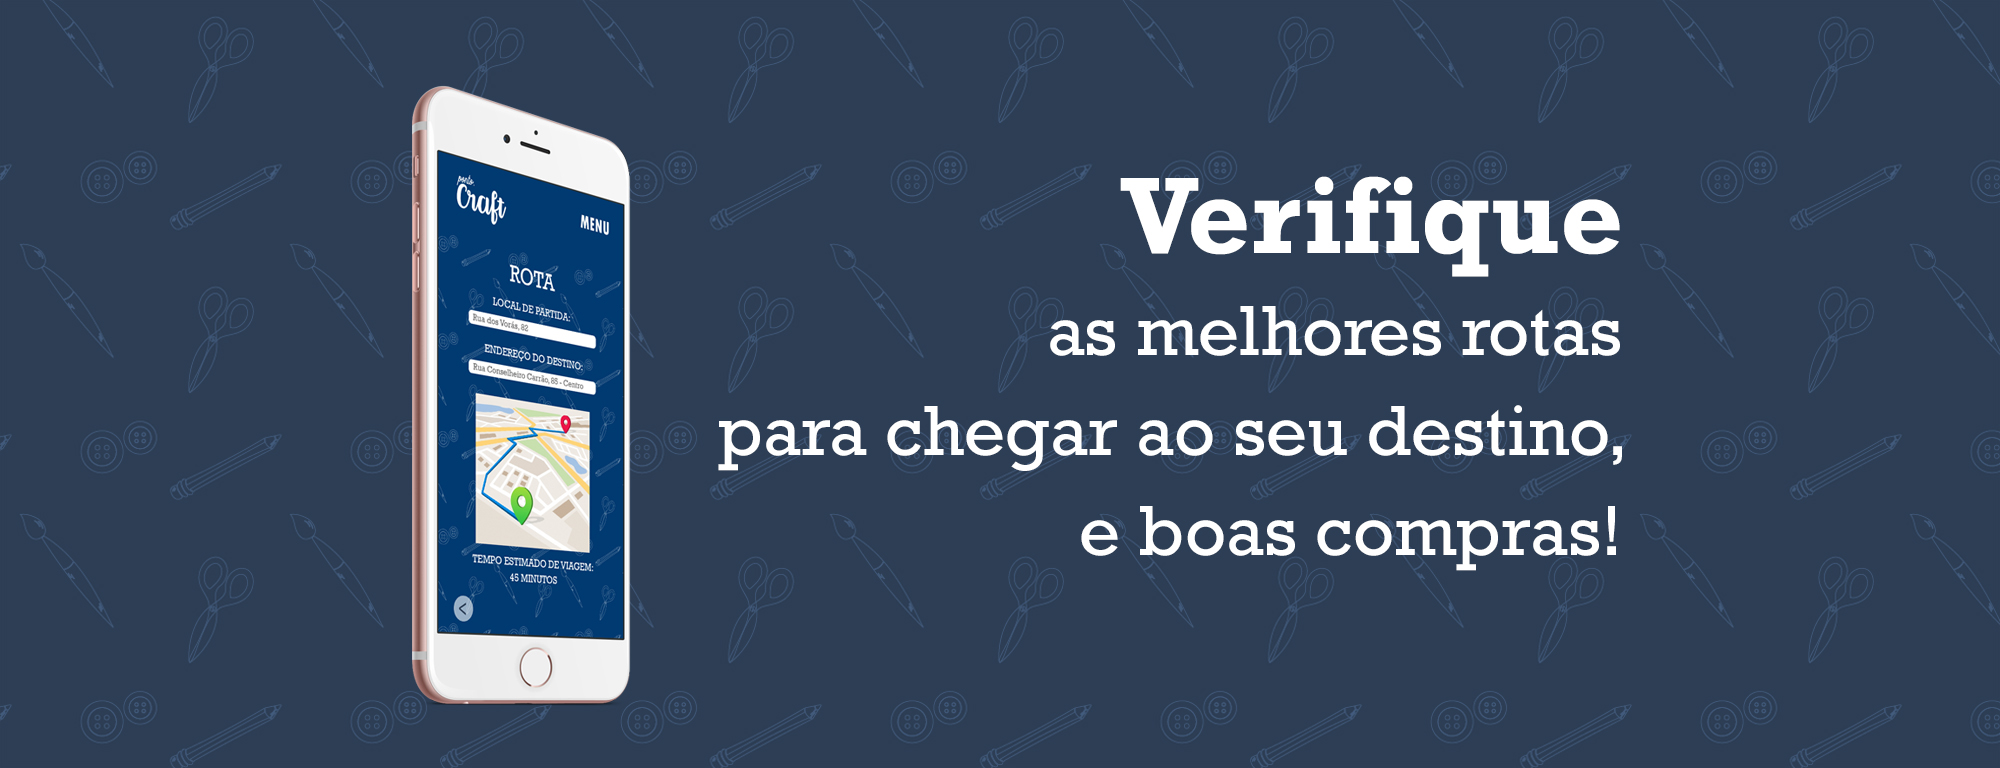 ponto
Craft
MENU
ROTA
LOCAL DE PARTIDA:
Rua dos Vorás, 82
ENDEREÇO DO DESTINO:
Rua Conselheiro Carrão, 85 - Centro
TEMPO ESTIMADO DE VIAGEM:
45 MINUTOS
Verifique
as melhores rotas
para chegar ao seu destino,
e boas compras!